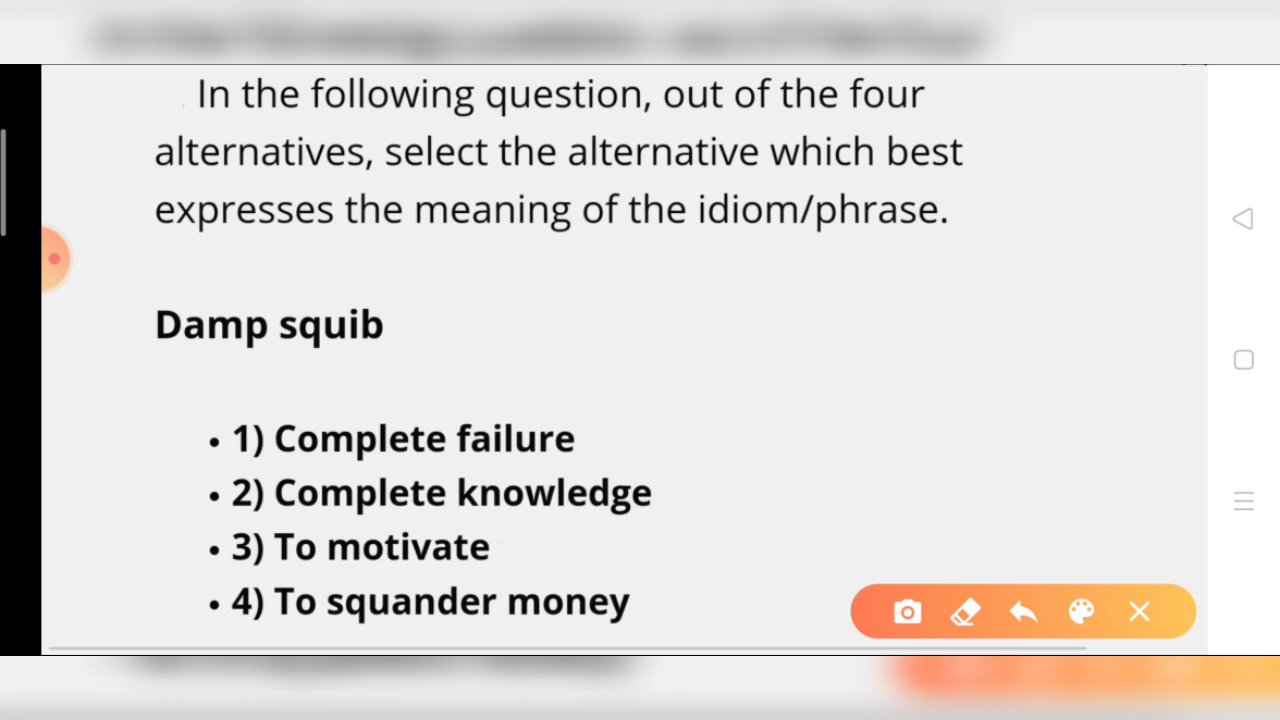 In the following question, out of the four
alternatives, select the alternative which best
expresses the meaning of the idiom/phrase.
Damp squib
• 1) Complete failure
• 2) Complete knowledge
• 3) To motivate
• 4) To squander money